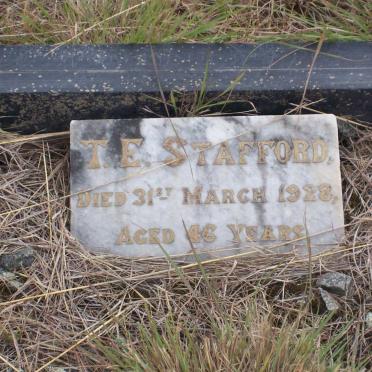 T. E. STAFFORD,
DIED 31ST MARCH 1928,
AGED 46 YEARS.